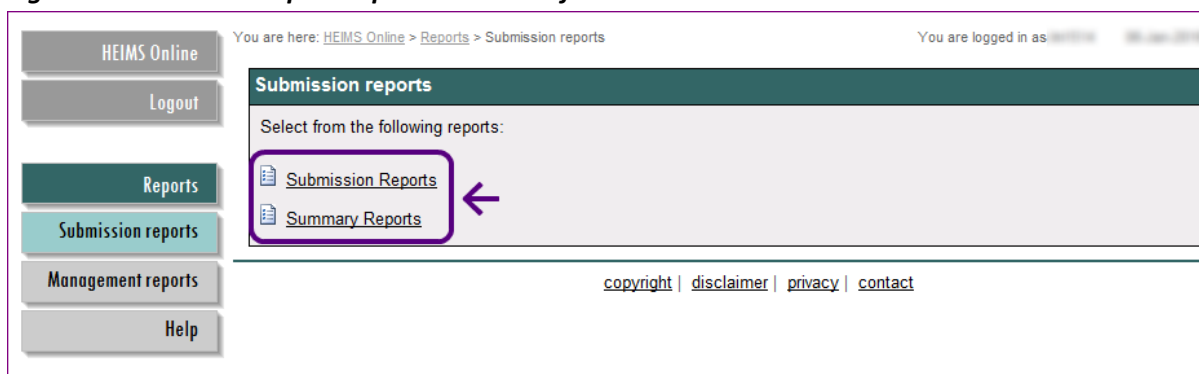 HEIMS Online
Logout
Reports
Submission reports
Management reports
Help
You are here: HEIMS Online > Reports > Submission reports
You are logged in as
Submission reports
Select from the following reports:
Submission Reports
Summary Reports
copyright | disclaimer | privacy | contact